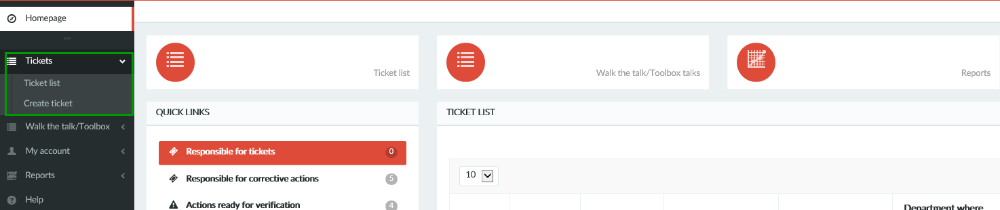 Homepage
Tickets
Ticket list
Create ticket
Walk the talk/Toolbox
My account
Reports
Help
Ticket list
Walk the talk/Toolbox talks
Reports
QUICK LINKS
Responsible for tickets 0
Responsible for corrective actions 5
Actions ready for verification 4
TICKET LIST
10
Department where